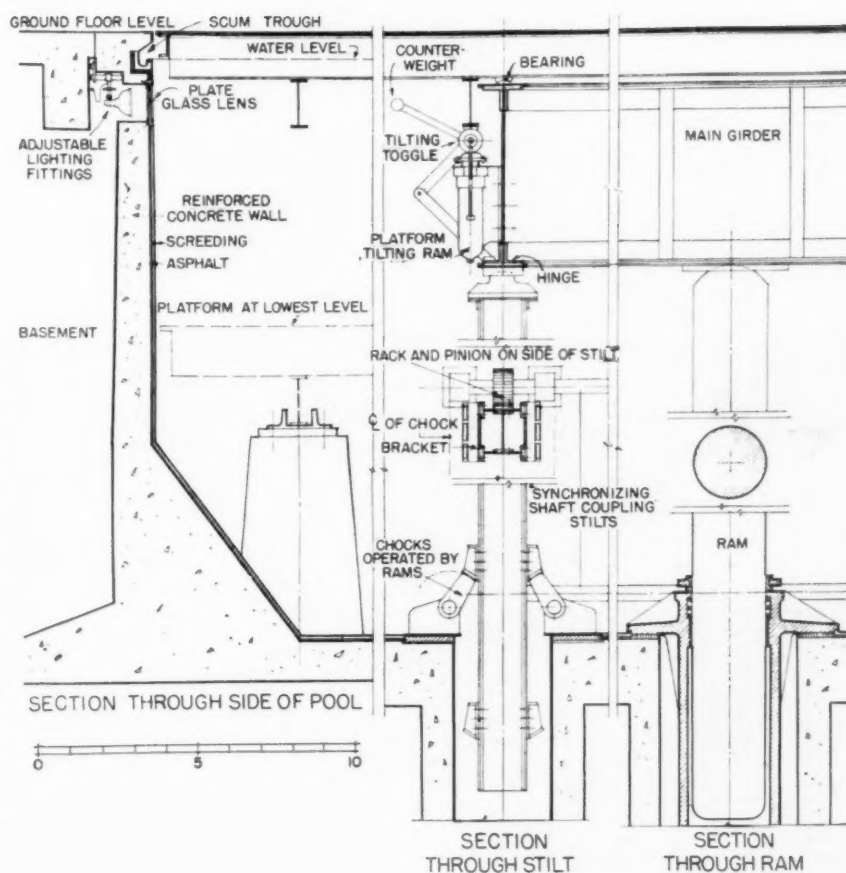 GROUND FLOOR LEVEL
SCUM TROUGH
WATER LEVEL
COUNTER-
WEIGHT
BEARING
PLATE
GLASS LENS
ADJUSTABLE
LIGHTING
FITTINGS
TILTING
TOGGLE
MAIN GIRDER
REINFORCED
CONCRETE WALL
SCREEDING
ASPHALT
PLATFORM
TILTING RAM
HINGE
PLATFORM AT LOWEST LEVEL
BASEMENT
RACK AND PINION ON SIDE OF STILT
℄ OF CHOCK
BRACKET
SYNCHRONIZING
SHAFT COUPLING
STILTS
CHOCKS
OPERATED BY
RAMS
RAM
SECTION THROUGH SIDE OF POOL
0 5 10
SECTION
THROUGH STILT
SECTION
THROUGH RAM